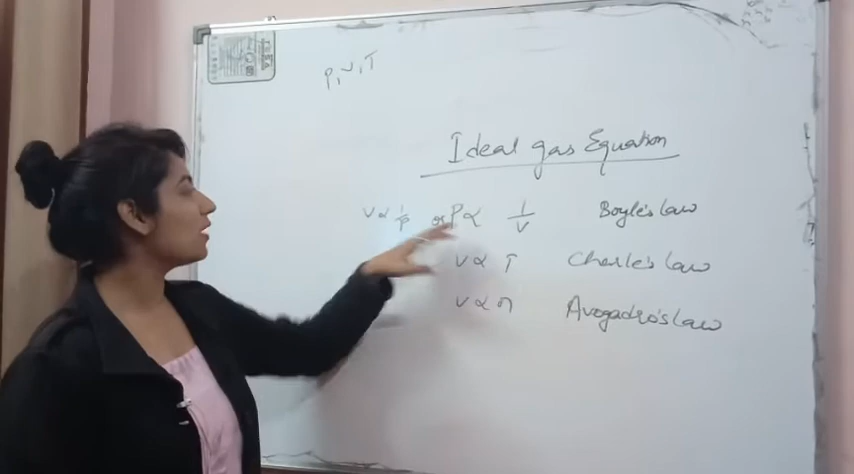 P, V, T
Ideal gas Equation
V ∝ 1/P or P ∝ 1/V Boyle's law
V ∝ T Charle's law
V ∝ n Avogadro's law